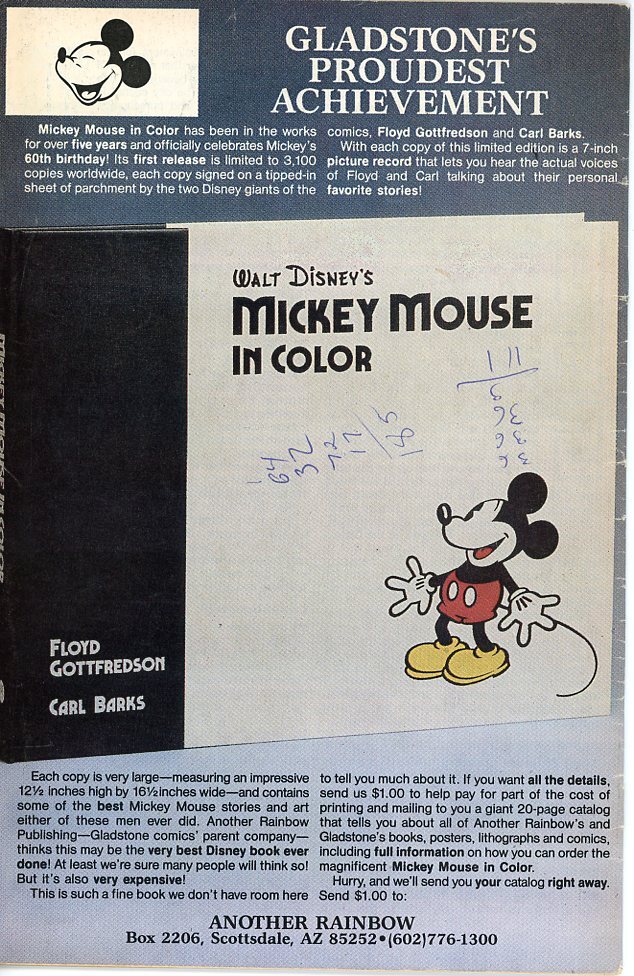 GLADSTONE'S
PROUDEST
ACHIEVEMENT
Mickey Mouse in Color has been in the works
for over five years and officially celebrates Mickey's
60th birthday! Its first release is limited to 3,100
copies worldwide, each copy signed on a tipped-in
sheet of parchment by the two Disney giants of the
comics, Floyd Gottfredson and Carl Barks.
With each copy of this limited edition is a 7-inch
picture record that lets you hear the actual voices
of Floyd and Carl talking about their personal
favorite stories!
WALT DISNEY'S
MICKEY MOUSE
IN COLOR
MICKEY MOUSE IN COLOR
FLOYD
GOTTFREDSON
CARL BARKS
Each copy is very large—measuring an impressive
12½ inches high by 16½ inches wide—and contains
some of the best Mickey Mouse stories and art
either of these men ever did. Another Rainbow
Publishing—Gladstone comics' parent company—
thinks this may be the very best Disney book ever
done! At least we're sure many people will think so!
But it's also very expensive!
This is such a fine book we don't have room here
to tell you much about it. If you want all the details,
send us $1.00 to help pay for part of the cost of
printing and mailing to you a giant 20-page catalog
that tells you about all of Another Rainbow's and
Gladstone's books, posters, lithographs and comics,
including full information on how you can order the
magnificent Mickey Mouse in Color.
Hurry, and we'll send you your catalog right away.
Send $1.00 to:
ANOTHER RAINBOW
Box 2206, Scottsdale, AZ 85252•(602)776-1300